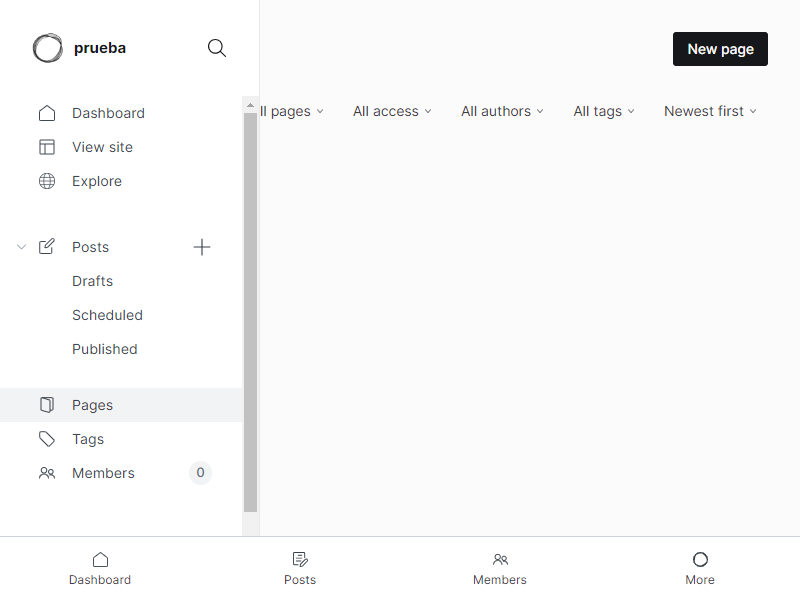 prueba
New page
Dashboard
View site
Explore
ll pages
All access
All authors
All tags
Newest first
Posts
Drafts
Scheduled
Published
Pages
Tags
Members
0
Dashboard
Posts
Members
More